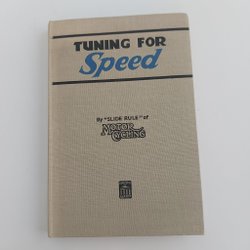 TUNING FOR
Speed
By "SLIDE RULE" of
MOTOR
CYCLING